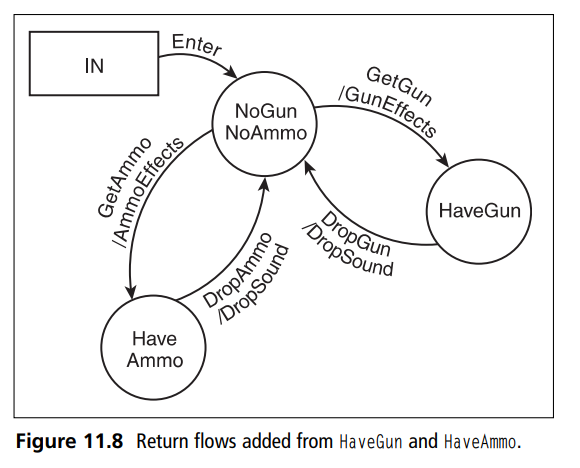 IN
Enter
NoGun
NoAmmo
GetGun
/GunEffects
HaveGun
DropGun
/DropSound
GetAmmo
/AmmoEffects
DropAmmo
/DropSound
Have
Ammo
Figure 11.8 Return flows added from HaveGun and HaveAmmo.